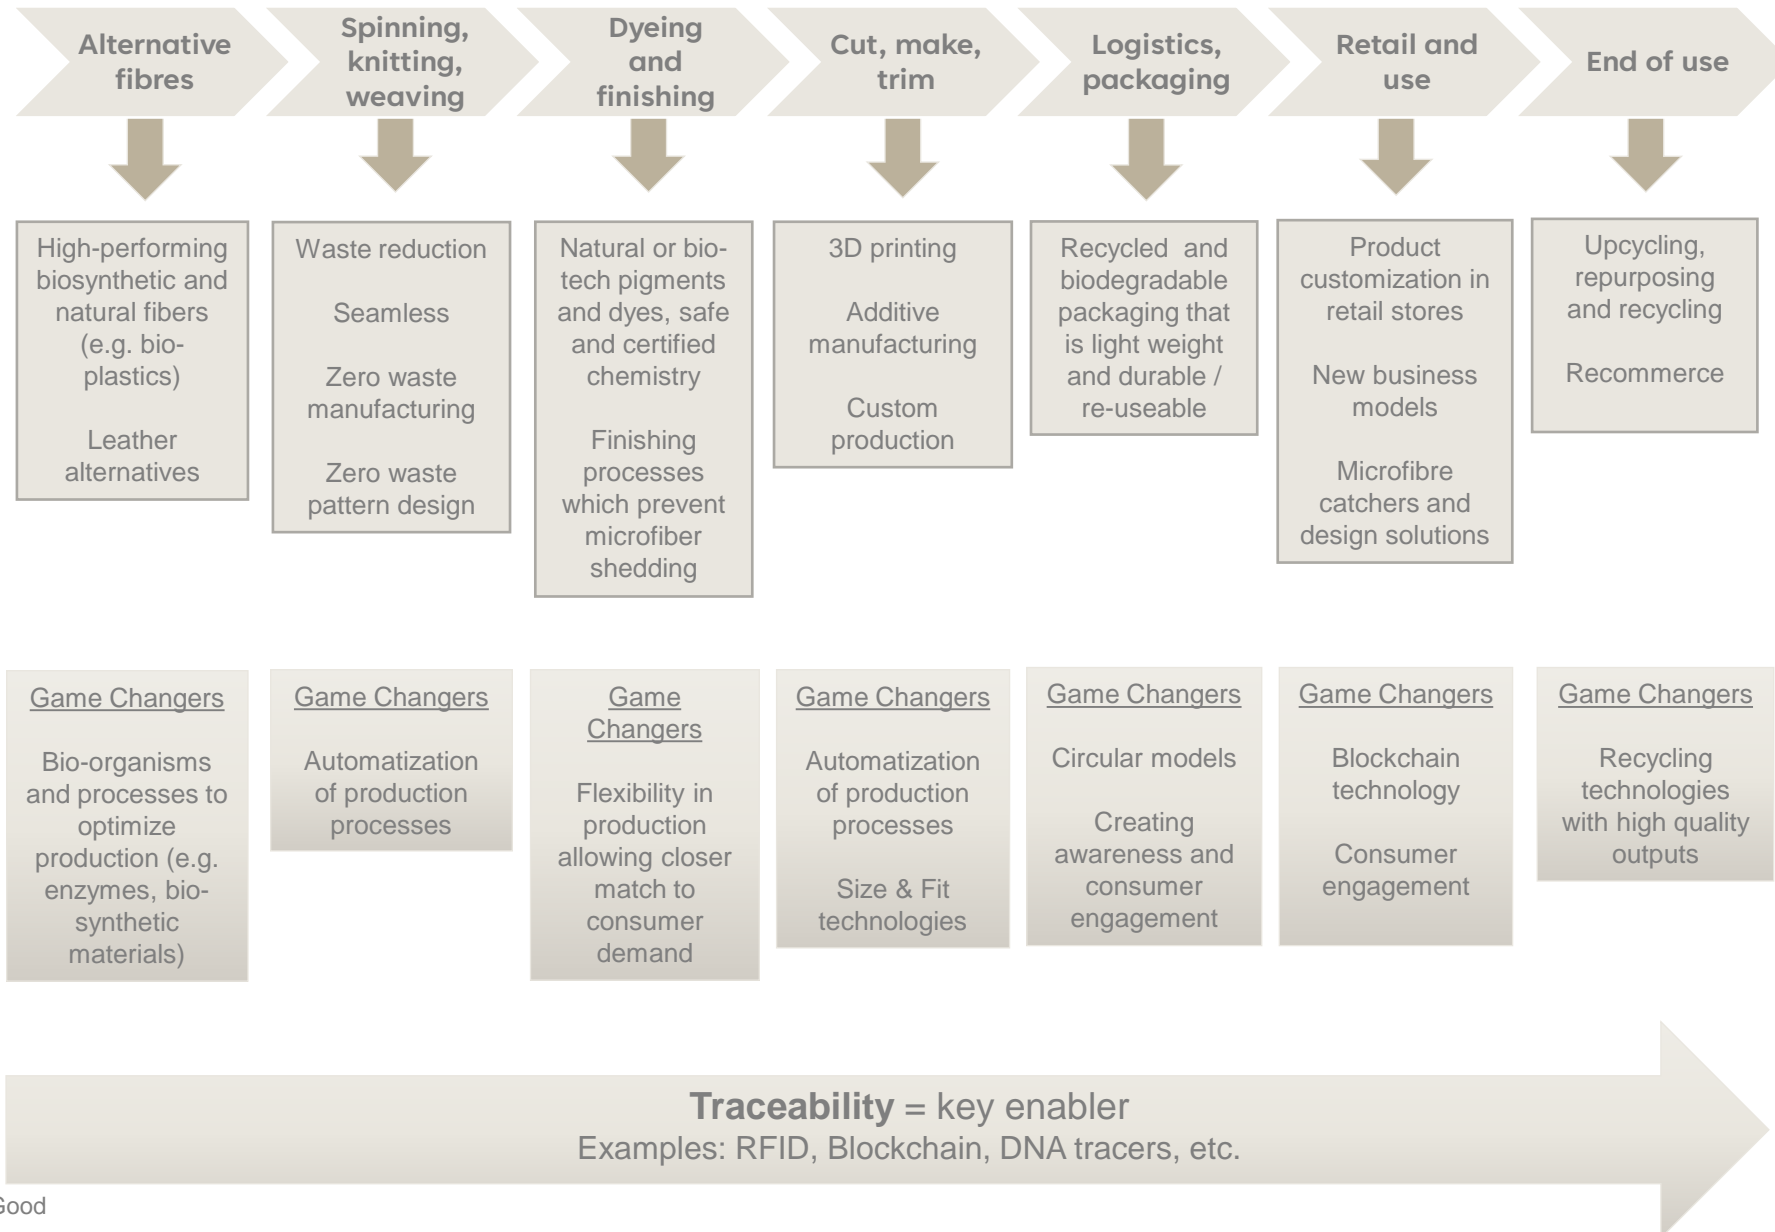 Alternative
fibres
Spinning,
knitting,
weaving
Dyeing
and
finishing
Cut, make,
trim
Logistics,
packaging
Retail and
use
End of use
High-performing
biosynthetic and
natural fibers
(e.g. bio-
plastics)
Leather
alternatives
Waste reduction
Seamless
Zero waste
manufacturing
Zero waste
pattern design
Natural or bio-
tech pigments
and dyes, safe
and certified
chemistry
Finishing
processes
which prevent
microfiber
shedding
3D printing
Additive
manufacturing
Custom
production
Recycled and
biodegradable
packaging that
is light weight
and durable /
re-useable
Product
customization in
retail stores
New business
models
Microfibre
catchers and
design solutions
Upcycling,
repurposing
and recycling
Recommerce
Game Changers
Bio-organisms
and processes to
optimize
production (e.g.
enzymes, bio-
synthetic
materials)
Game Changers
Automatization
of production
processes
Game
Changers
Flexibility in
production
allowing closer
match to
consumer
demand
Game Changers
Automatization
of production
processes
Size & Fit
technologies
Game Changers
Circular models
Creating
awareness and
consumer
engagement
Game Changers
Blockchain
technology
Consumer
engagement
Game Changers
Recycling
technologies
with high quality
outputs
Traceability = key enabler
Examples: RFID, Blockchain, DNA tracers, etc.
Good